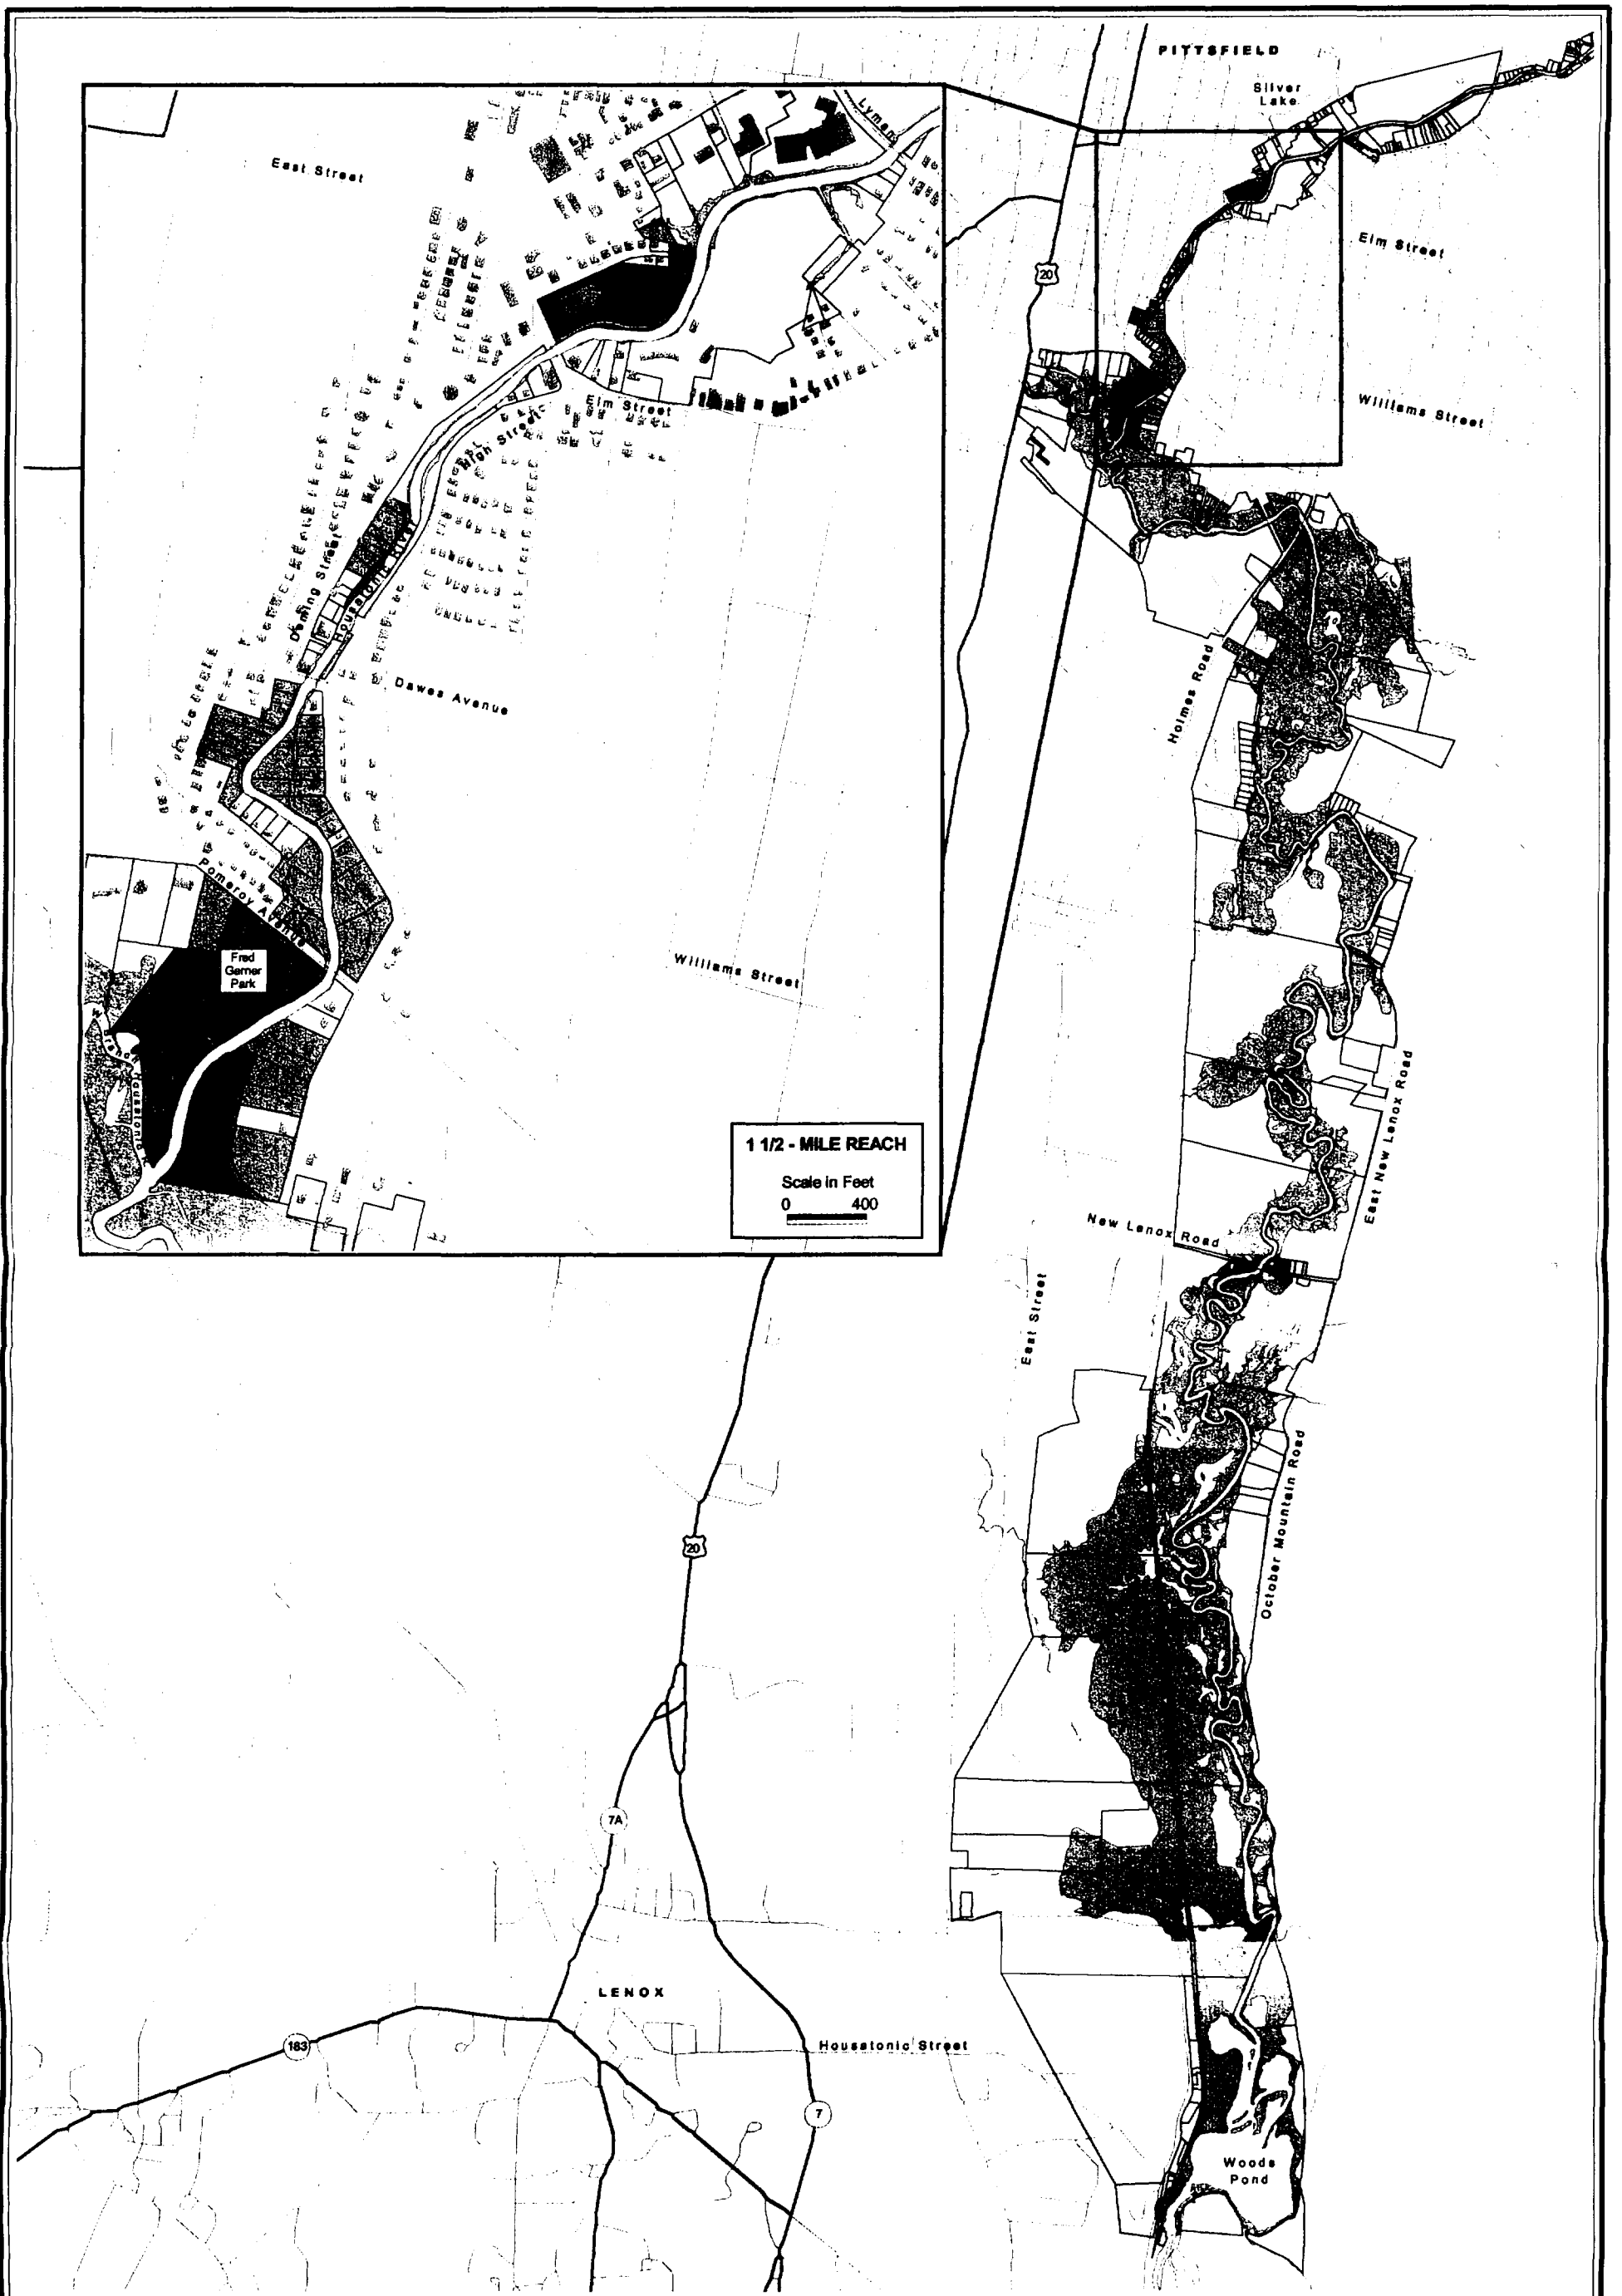 PITTSFIELD
Silver
Lake
East Street
Lyman
Elm Street
20
Elm Street
High Street
Williams Street
Housatonic River
Deming Street
Dawes Avenue
Holmes Road
Pomeroy Avenue
Fred
Garner
Park
Williams Street
Branch Housatonic
1 1/2 - MILE REACH
Scale in Feet
0 400
East New Lenox Road
New Lenox Road
East Street
October Mountain Road
20
7A
LENOX
183
Housatonic Street
7
Woods
Pond